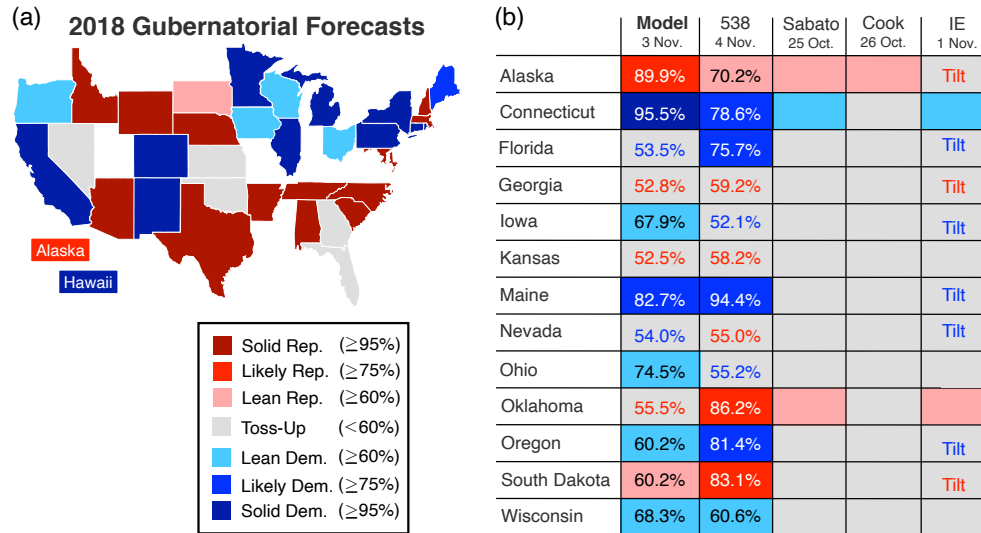 (a)
2018 Gubernatorial Forecasts
Alaska
Hawaii
Solid Rep. (≥95%)
Likely Rep. (≥75%)
Lean Rep. (≥60%)
Toss-Up (<60%)
Lean Dem. (≥60%)
Likely Dem. (≥75%)
Solid Dem. (≥95%)
(b)
Model 538 Sabato Cook IE
3 Nov. 4 Nov. 25 Oct. 26 Oct. 1 Nov.
Alaska 89.9% 70.2% Tilt
Connecticut 95.5% 78.6%
Florida 53.5% 75.7% Tilt
Georgia 52.8% 59.2% Tilt
Iowa 67.9% 52.1% Tilt
Kansas 52.5% 58.2%
Maine 82.7% 94.4% Tilt
Nevada 54.0% 55.0% Tilt
Ohio 74.5% 55.2%
Oklahoma 55.5% 86.2%
Oregon 60.2% 81.4% Tilt
South Dakota 60.2% 83.1% Tilt
Wisconsin 68.3% 60.6%